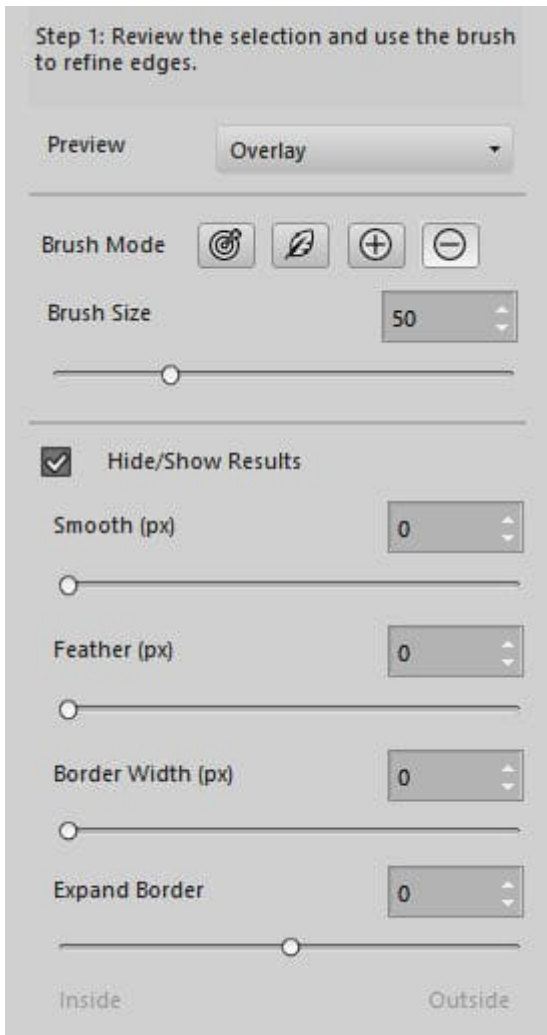 Step 1: Review the selection and use the brush
to refine edges.
Preview
Overlay
Brush Mode
Brush Size
50
Hide/Show Results
Smooth (px)
0
Feather (px)
0
Border Width (px)
0
Expand Border
0
Inside
Outside